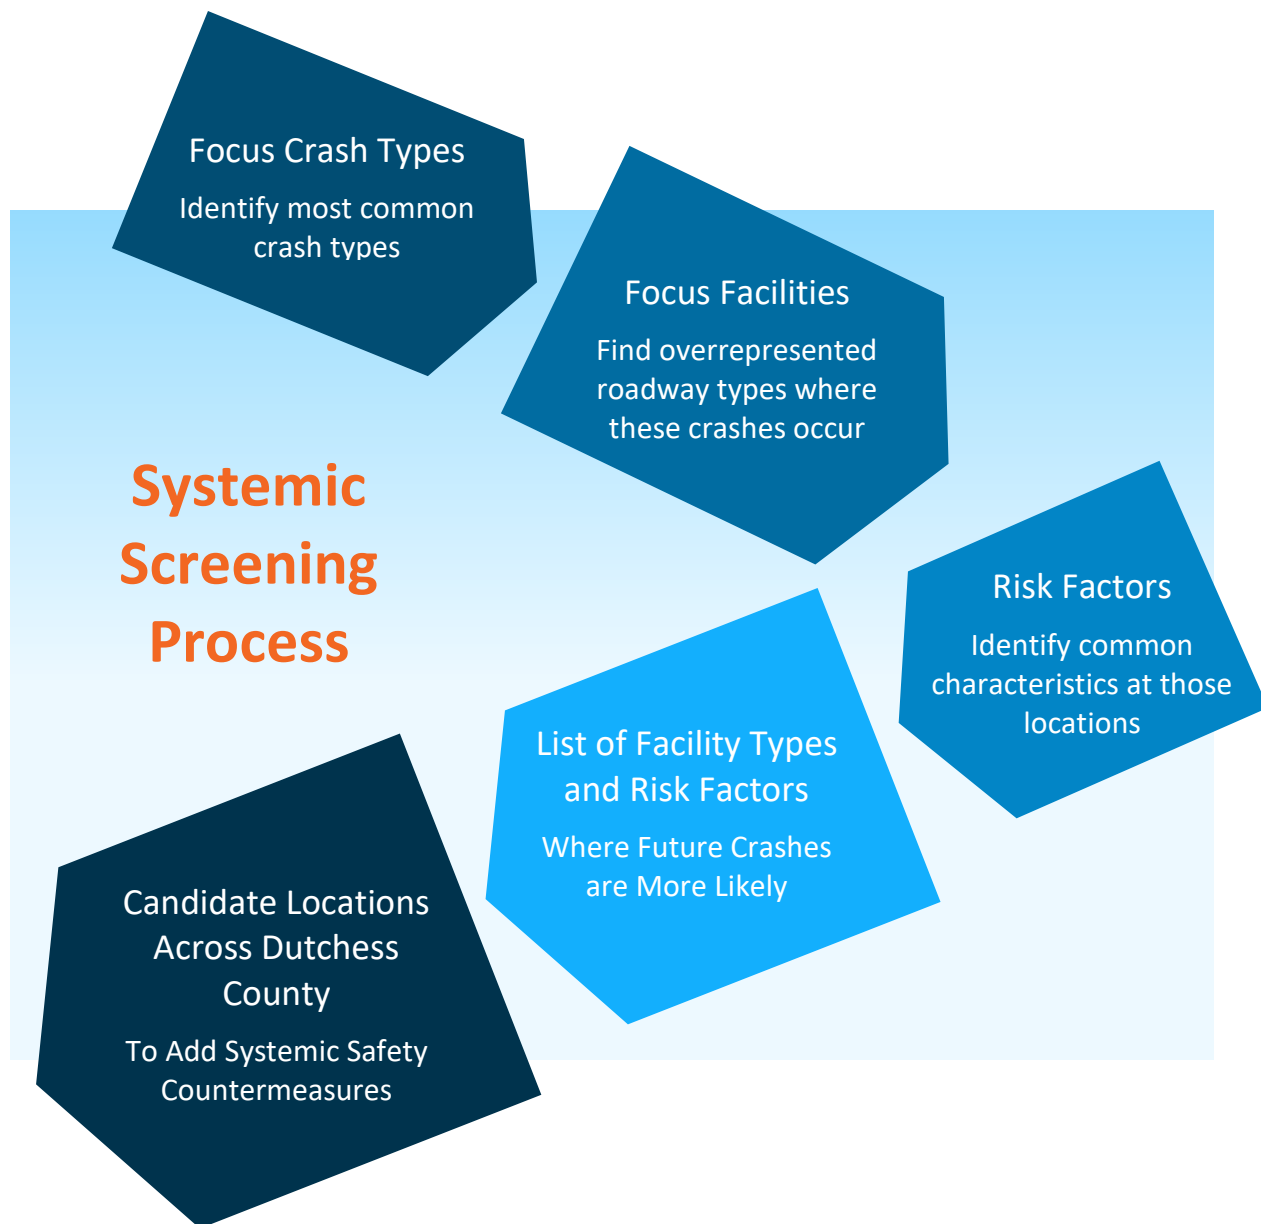 Focus Crash Types
Identify most common
crash types
Focus Facilities
Find overrepresented
roadway types where
these crashes occur
Systemic
Screening
Process
Risk Factors
Identify common
characteristics at those
locations
List of Facility Types
and Risk Factors
Where Future Crashes
are More Likely
Candidate Locations
Across Dutchess
County
To Add Systemic Safety
Countermeasures